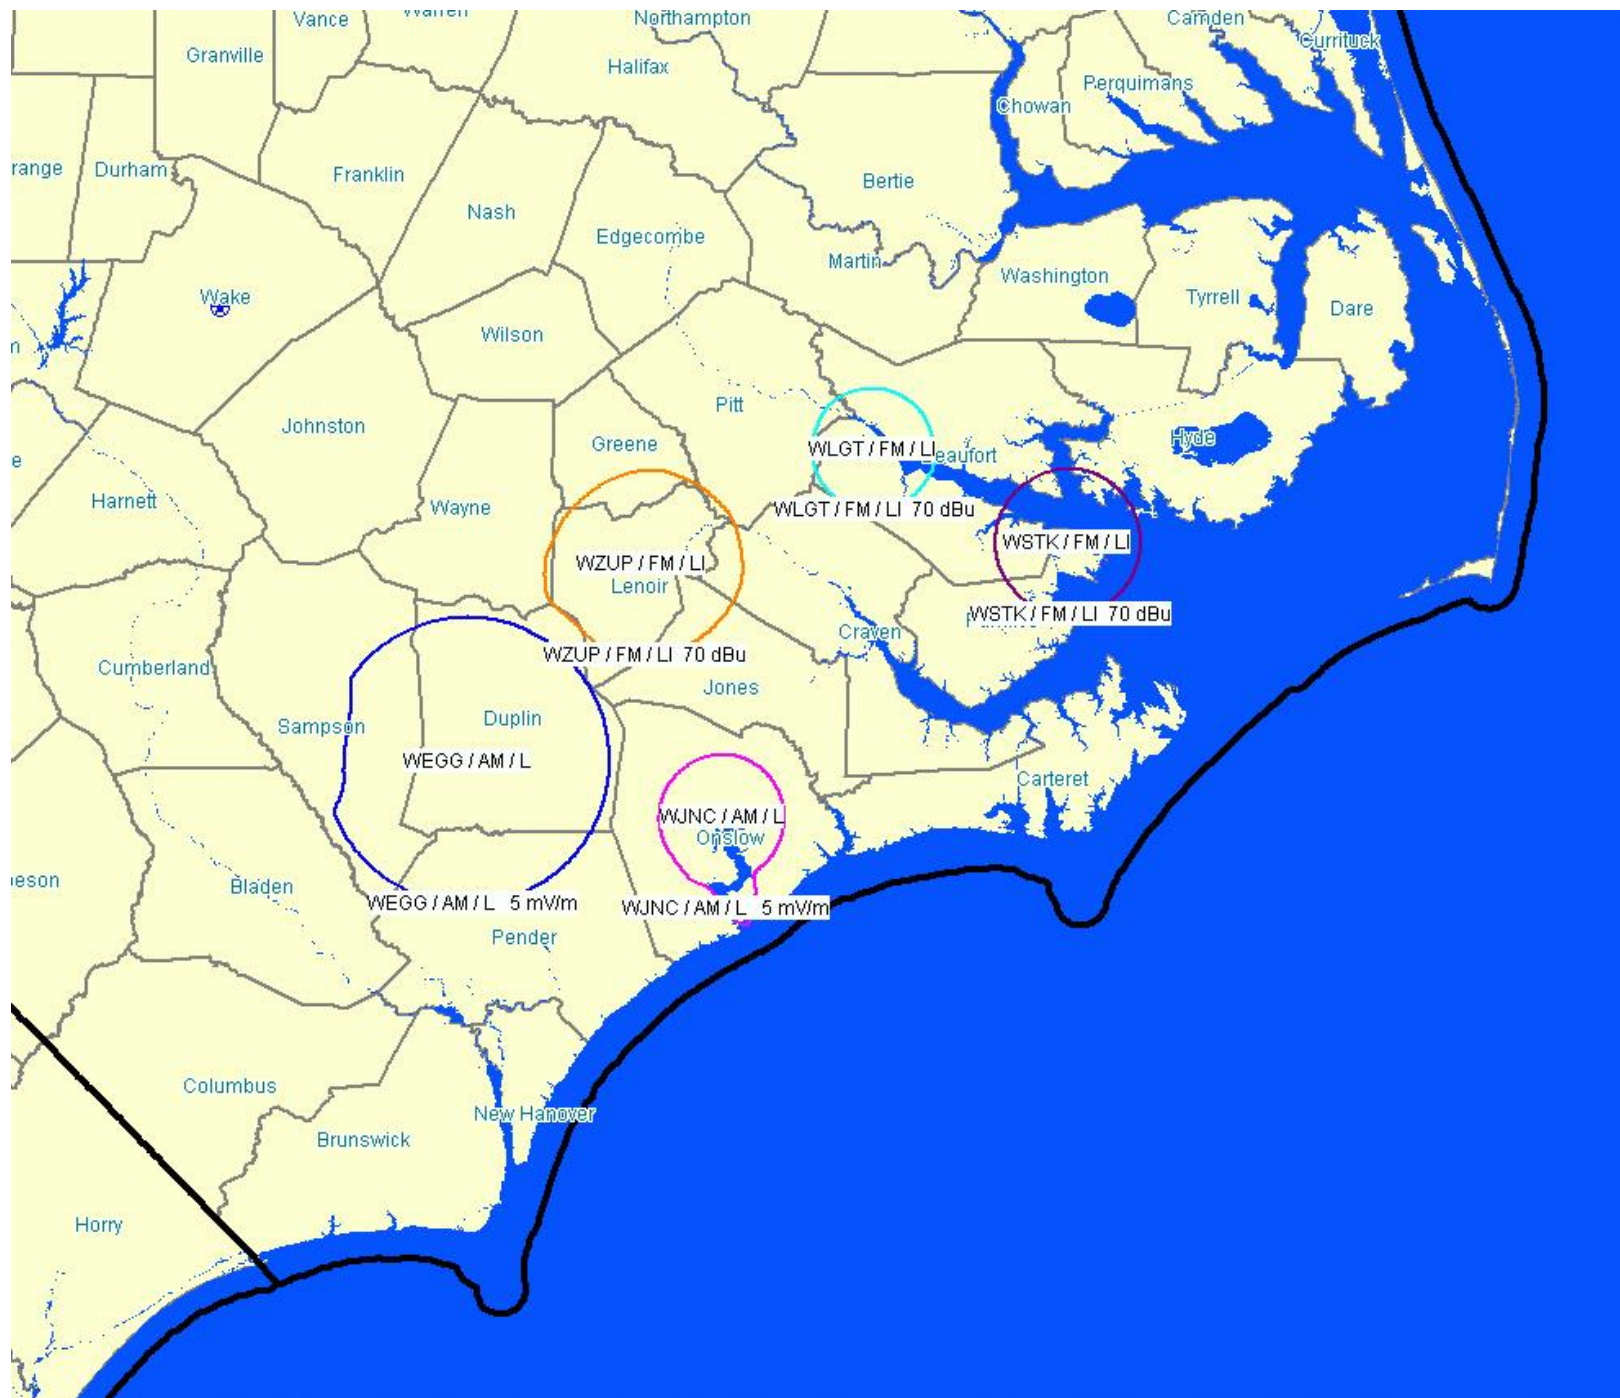 Vance
Warren
Northampton
Camden
Currituck
Granville
Halifax
Perquimans
Chowan
Durham
Franklin
Bertie
Nash
Edgecombe
Martin
Washington
Wake
Tyrrell
Dare
Wilson
Pitt
Johnston
Greene
Hyde
WLGT / FM / LI
eaufort
Harnett
Wayne
WLGT / FM / LI 70 dBu
WSTK / FM / LI
WZUP / FM / LI
Lenoir
WSTK / FM / LI 70 dBu
Craven
WZUP / FM / LI 70 dBu
Cumberland
Jones
Sampson
Duplin
WEGG / AM / L
Carteret
WJNC / AM / L
Onslow
eson
Bladen
WEGG / AM / L 5 mV/m
WJNC / AM / L 5 mV/m
Pender
Columbus
New Hanover
Brunswick
Horry